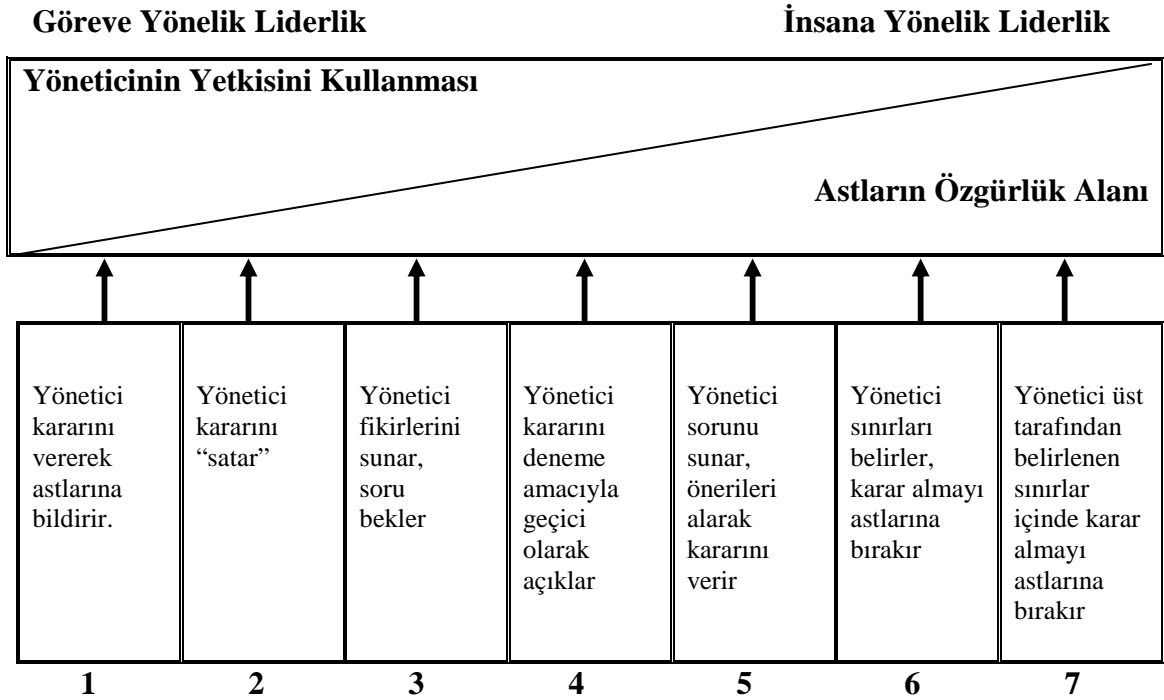 Göreve Yönelik Liderlik
İnsana Yönelik Liderlik
Yöneticinin Yetkisini Kullanması
Astların Özgürlük Alanı
Yönetici
kararını
vererek
astlarına
bildirir.
Yönetici
kararını
“satar”
Yönetici
fikirlerini
sunar,
soru
bekler
Yönetici
kararını
deneme
amacıyla
geçici
olarak
açıklar
Yönetici
sorunu
sunar,
önerileri
alarak
kararını
verir
Yönetici
sınırları
belirler,
karar almayı
astlarına
bırakır
Yönetici üst
tarafından
belirlenen
sınırlar
içinde karar
almayı
astlarına
bırakır
1
2
3
4
5
6
7